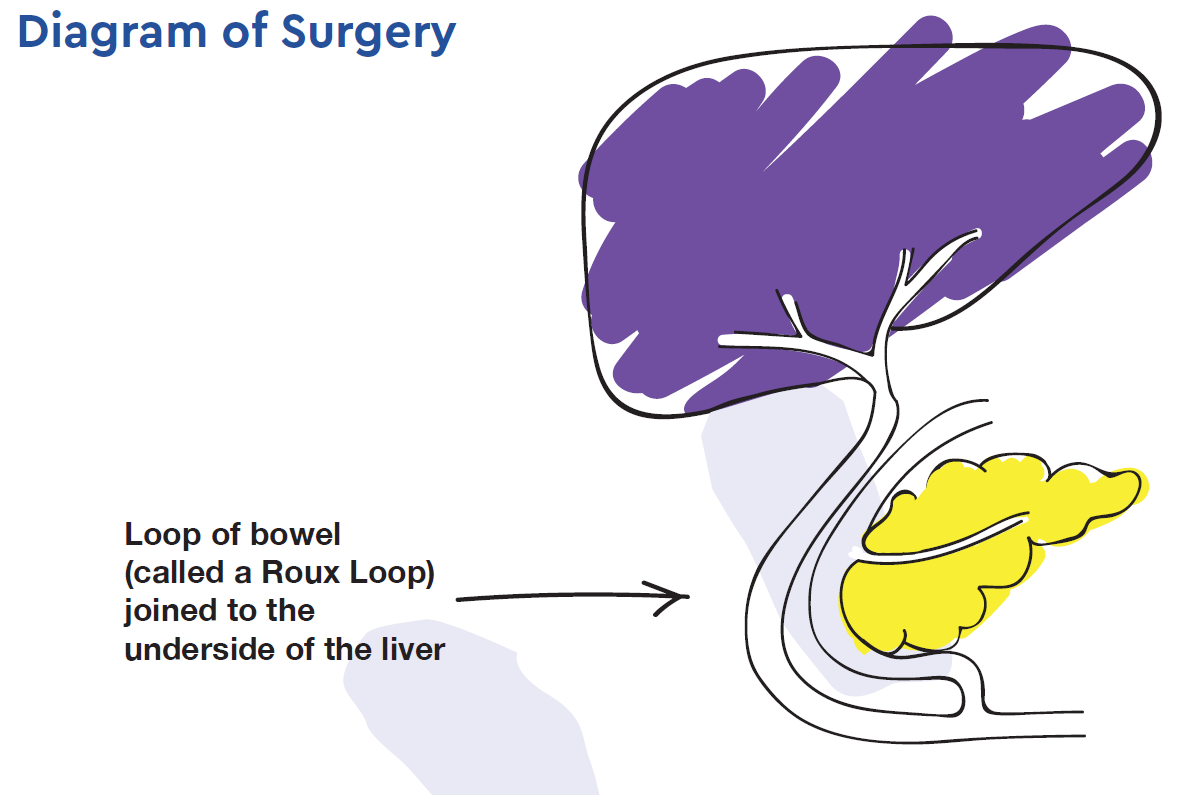 Diagram of Surgery
Loop of bowel
(called a Roux Loop)
joined to the
underside of the liver